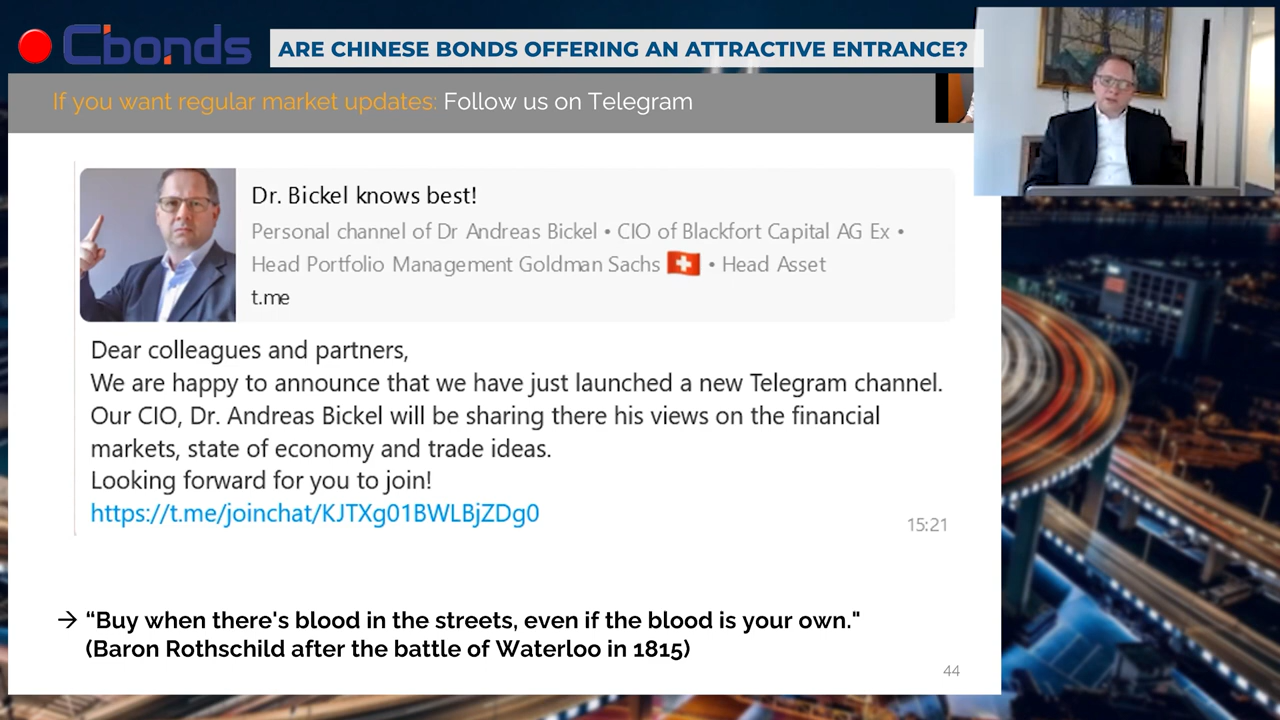 Cbonds
ARE CHINESE BONDS OFFERING AN ATTRACTIVE ENTRANCE?
If you want regular market updates: Follow us on Telegram
Dr. Bickel knows best!
Personal channel of Dr Andreas Bickel • CIO of Blackfort Capital AG Ex •
Head Portfolio Management Goldman Sachs 🇨🇭 • Head Asset
t.me
Dear colleagues and partners,
We are happy to announce that we have just launched a new Telegram channel.
Our CIO, Dr. Andreas Bickel will be sharing there his views on the financial
markets, state of economy and trade ideas.
Looking forward for you to join!
https://t.me/joinchat/KJTXg01BWLBjZDg0
15:21
→ “Buy when there's blood in the streets, even if the blood is your own."
(Baron Rothschild after the battle of Waterloo in 1815)
44